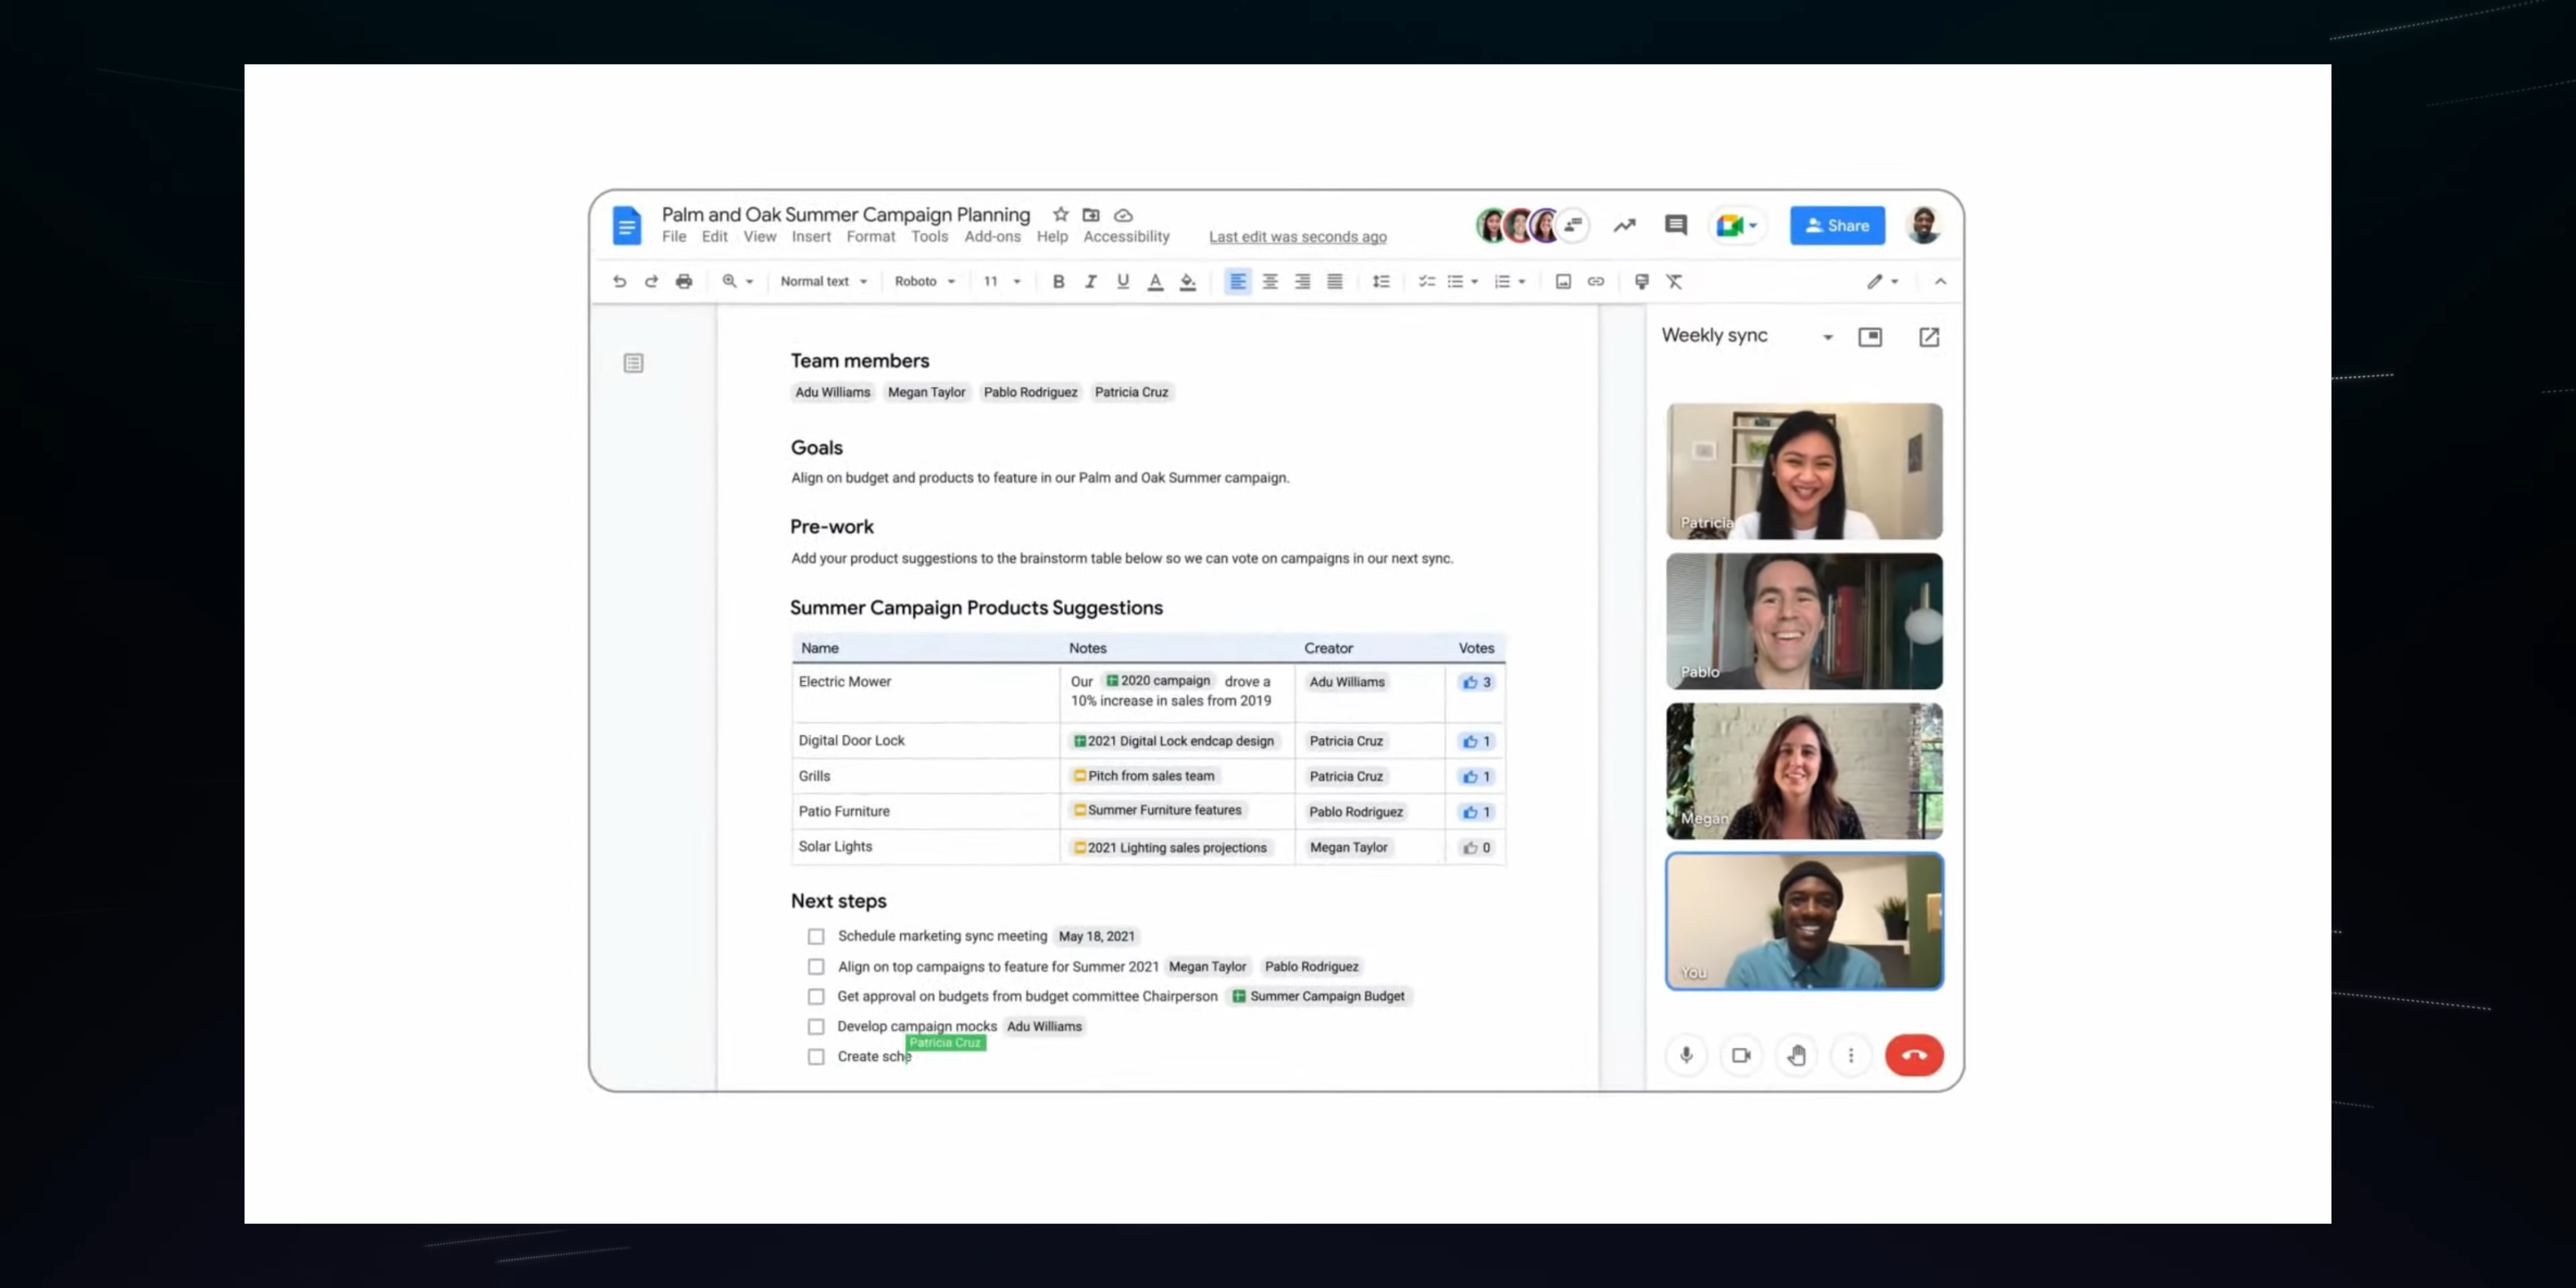 Palm and Oak Summer Campaign Planning
File Edit View Insert Format Tools Add-ons Help Accessibility Last edit was seconds ago
Share
Normal text Roboto 11 B I U A
Weekly sync
Team members
Adu Williams Megan Taylor Pablo Rodriguez Patricia Cruz
Goals
Align on budget and products to feature in our Palm and Oak Summer campaign.
Pre-work
Add your product suggestions to the brainstorm table below so we can vote on campaigns in our next sync.
Summer Campaign Products Suggestions
Name Notes Creator Votes
Electric Mower Our 2020 campaign drove a Adu Williams 3
10% increase in sales from 2019
Digital Door Lock 2021 Digital Lock endcap design Patricia Cruz 1
Grills Pitch from sales team Patricia Cruz 1
Patio Furniture Summer Furniture features Pablo Rodriguez 1
Solar Lights 2021 Lighting sales projections Megan Taylor 0
Next steps
Schedule marketing sync meeting May 18, 2021
Align on top campaigns to feature for Summer 2021 Megan Taylor Pablo Rodriguez
Get approval on budgets from budget committee Chairperson Summer Campaign Budget
Develop campaign mocks Adu Williams
Patricia Cruz
Create sche
Patricia
Pablo
Megan
You